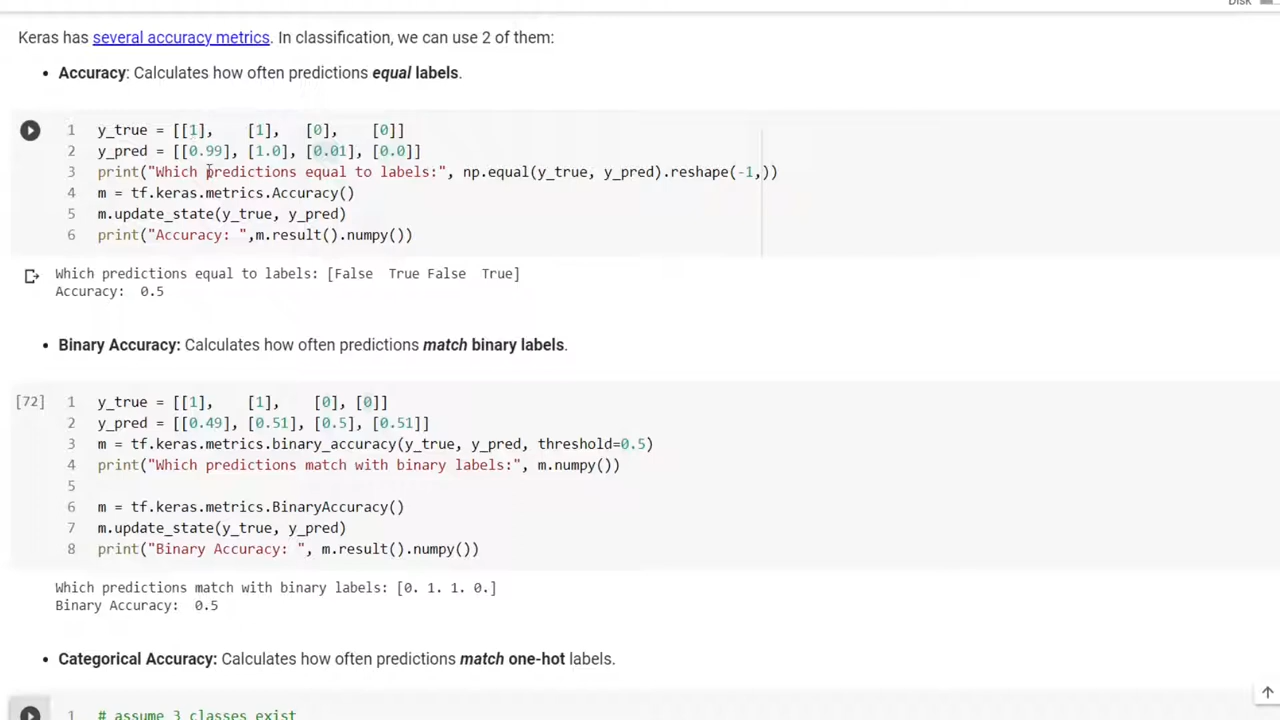 Disk
Keras has several accuracy metrics. In classification, we can use 2 of them:
• Accuracy: Calculates how often predictions equal labels.
1 y_true = [[1],    [1],   [0],    [0]]
2 y_pred = [[0.99], [1.0], [0.01], [0.0]]
3 print("Which predictions equal to labels:", np.equal(y_true, y_pred).reshape(-1,))
4 m = tf.keras.metrics.Accuracy()
5 m.update_state(y_true, y_pred)
6 print("Accuracy: ",m.result().numpy())
Which predictions equal to labels: [False  True False  True]
Accuracy:  0.5
• Binary Accuracy: Calculates how often predictions match binary labels.
[72] 1 y_true = [[1],    [1],    [0], [0]]
2 y_pred = [[0.49], [0.51], [0.5], [0.51]]
3 m = tf.keras.metrics.binary_accuracy(y_true, y_pred, threshold=0.5)
4 print("Which predictions match with binary labels:", m.numpy())
5
6 m = tf.keras.metrics.BinaryAccuracy()
7 m.update_state(y_true, y_pred)
8 print("Binary Accuracy: ", m.result().numpy())
Which predictions match with binary labels: [0. 1. 1. 0.]
Binary Accuracy:  0.5
• Categorical Accuracy: Calculates how often predictions match one-hot labels.
1 # assume 3 classes exist